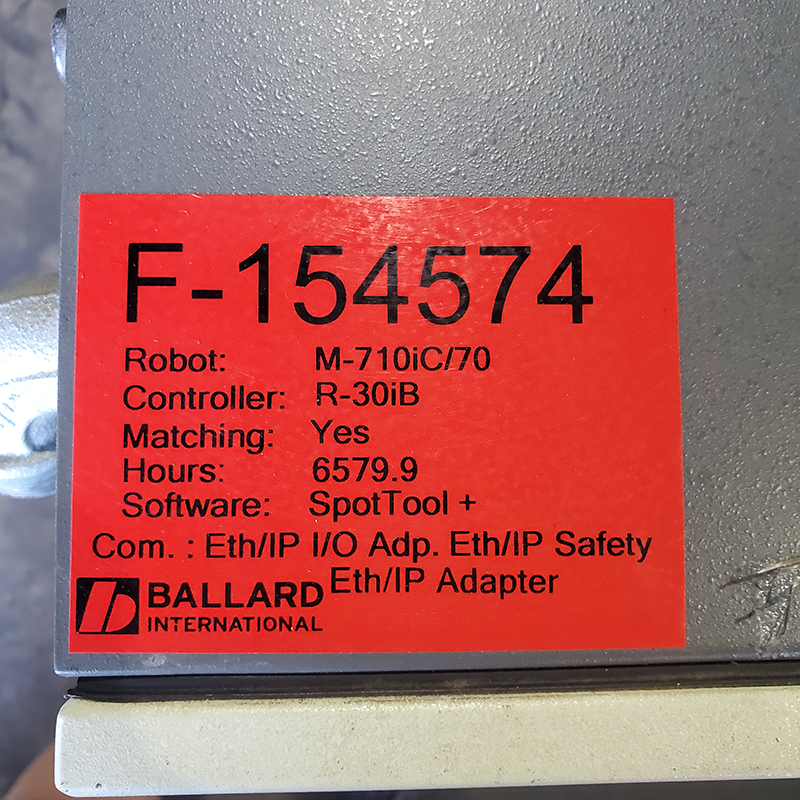 F-154574
Robot: M-710iC/70
Controller: R-30iB
Matching: Yes
Hours: 6579.9
Software: SpotTool +
Com. : Eth/IP I/O Adp. Eth/IP Safety
Eth/IP Adapter
BALLARD
INTERNATIONAL